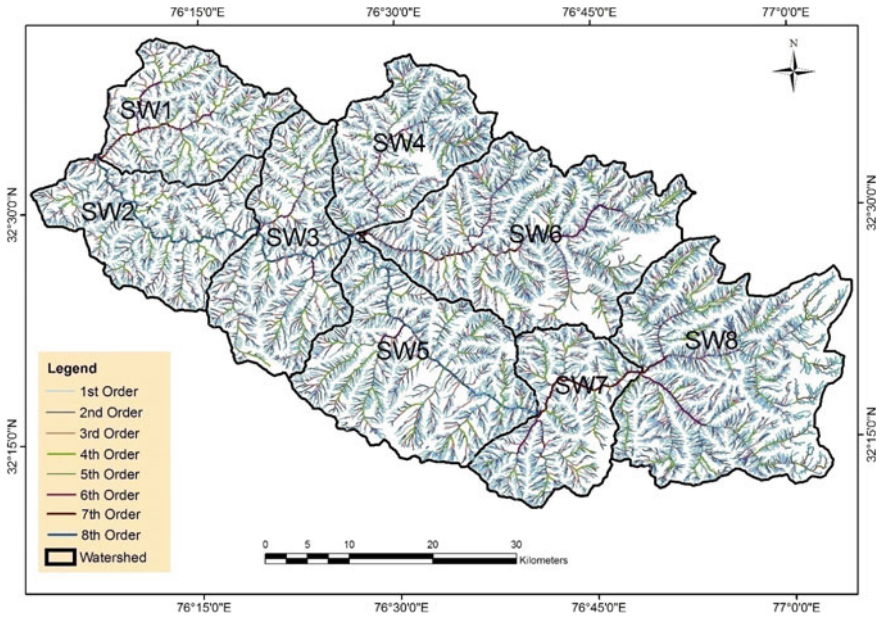 76°15'0"E 76°30'0"E 76°45'0"E 77°0'0"E
N
SW1
SW4
SW2
SW3
SW6
SW5
SW8
SW7
32°30'0"N
32°15'0"N
32°30'0"N
32°15'0"N
Legend
1st Order
2nd Order
3rd Order
4th Order
5th Order
6th Order
7th Order
8th Order
Watershed
0 5 10 20 30
Kilometers
76°15'0"E 76°30'0"E 76°45'0"E 77°0'0"E